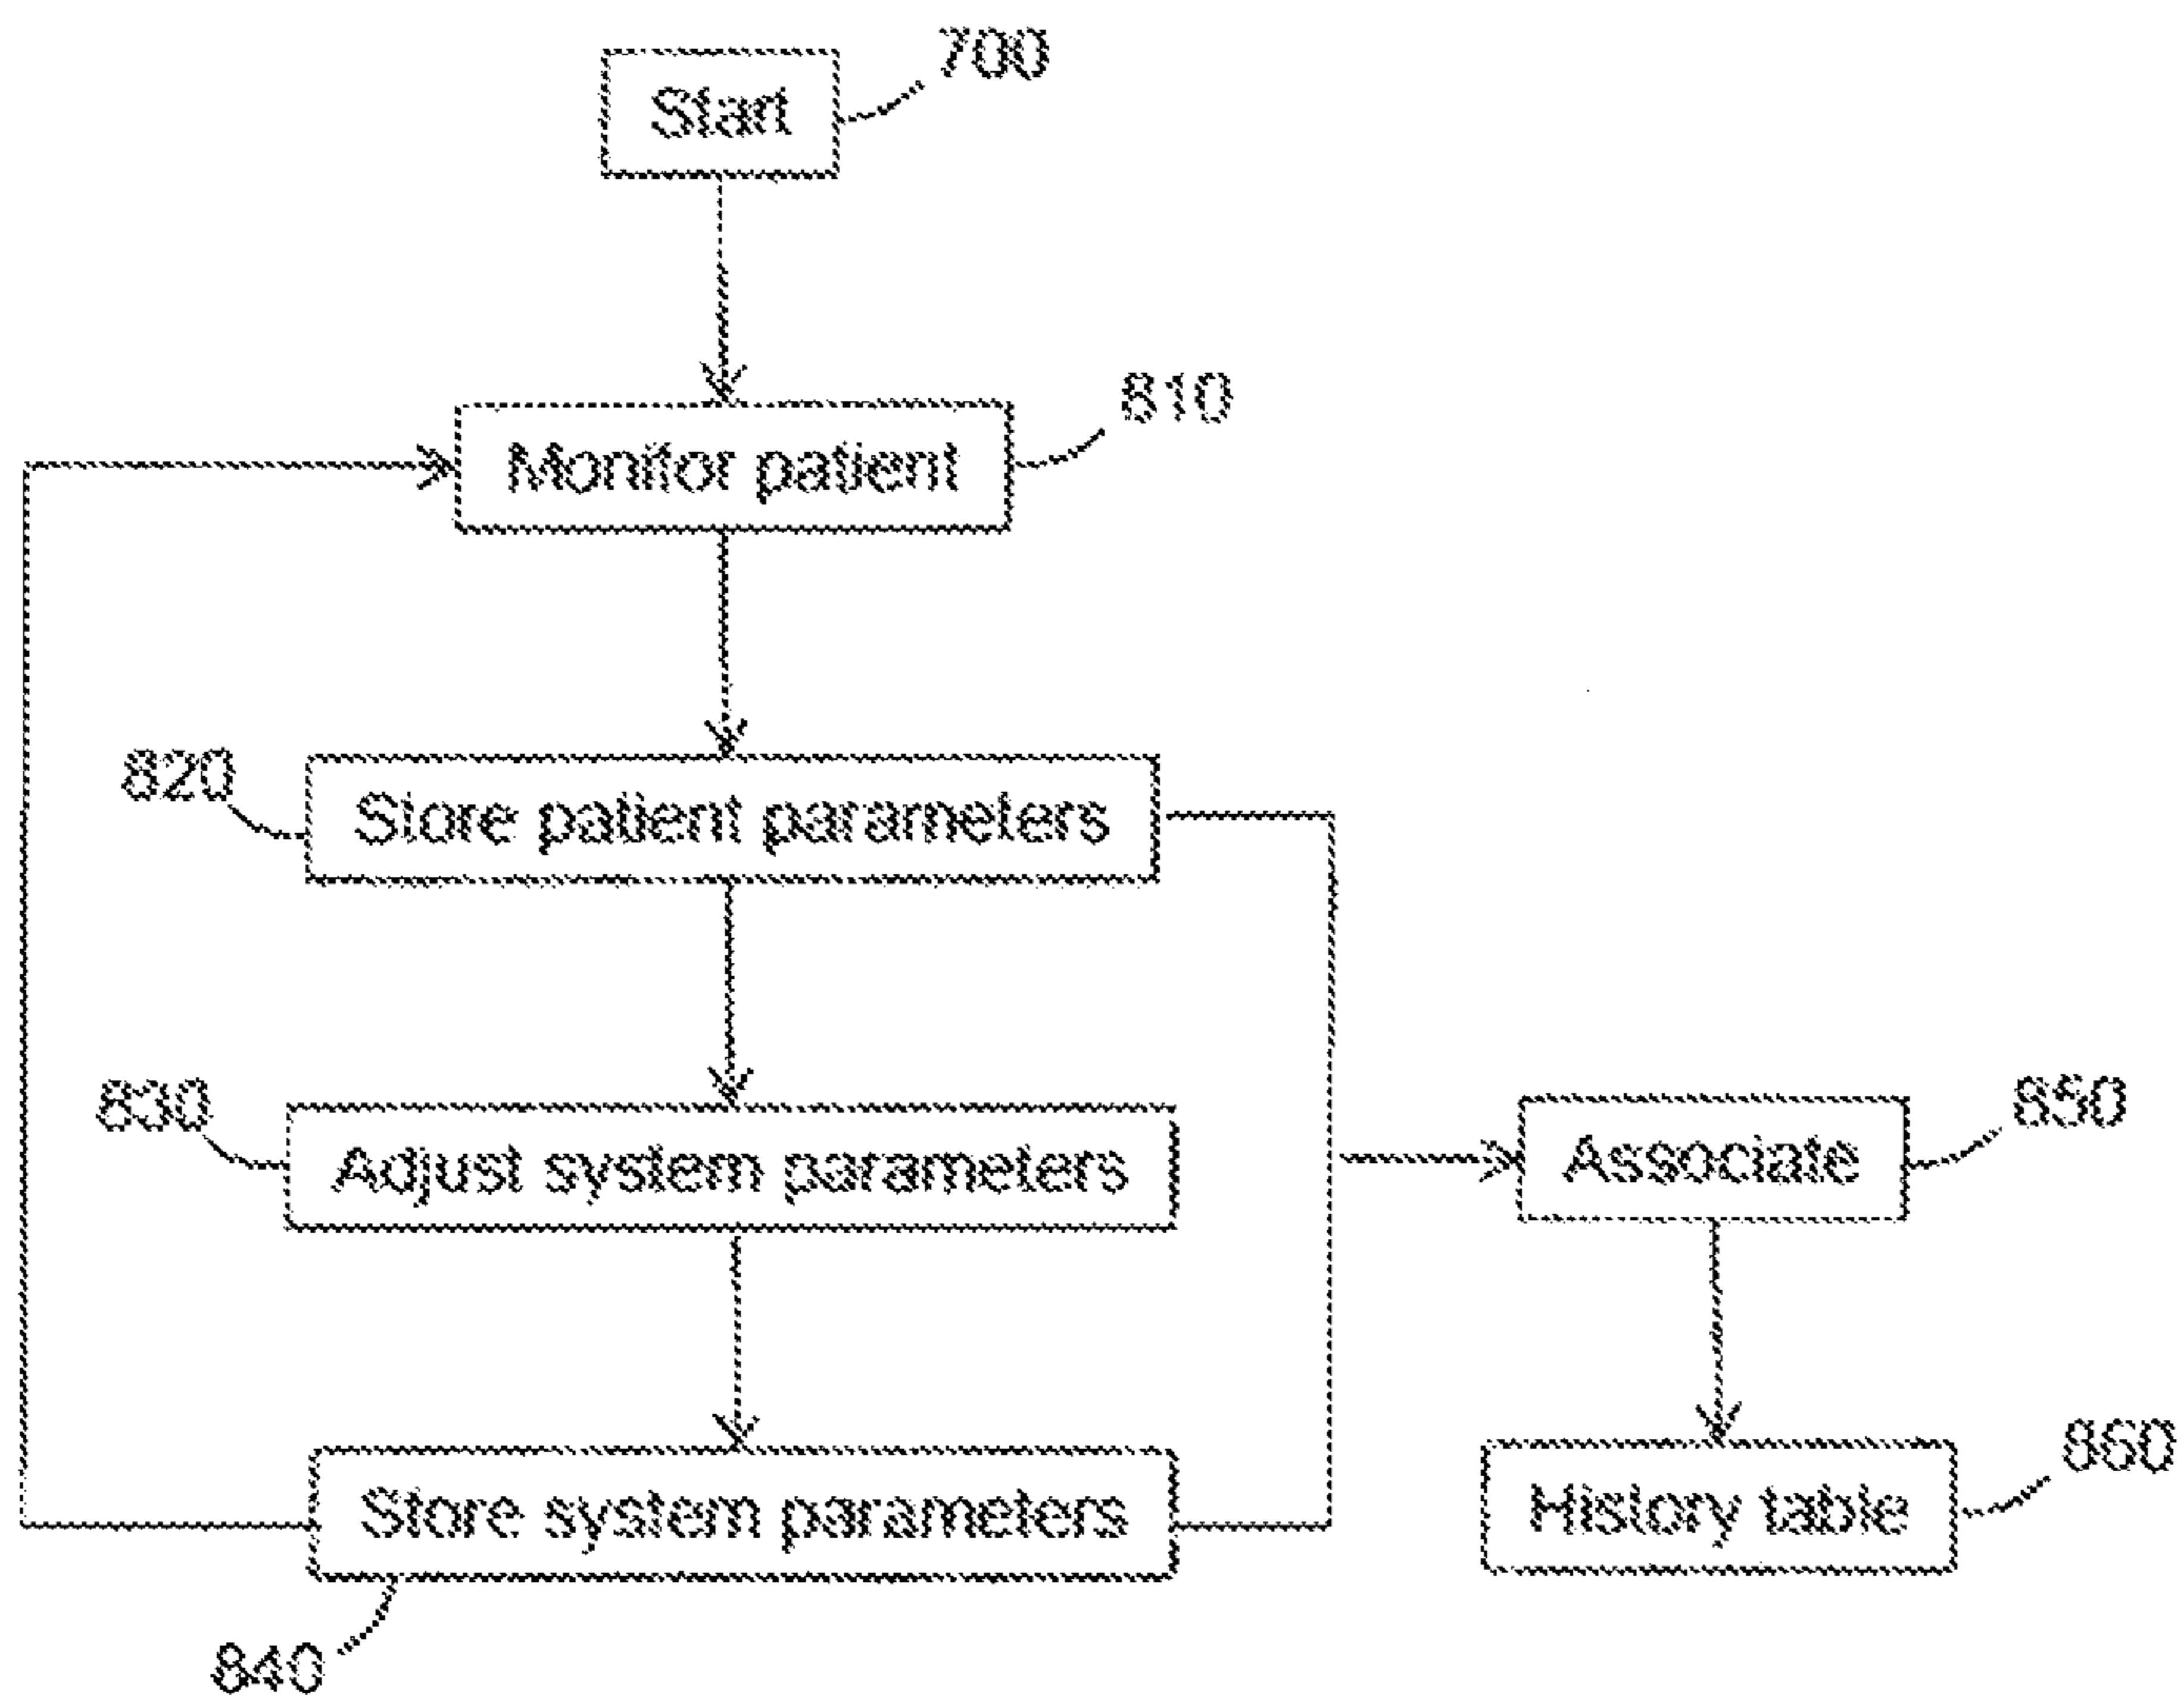 Start
700
Monitor patient
810
820
Store patient parameters
830
Adjust system parameters
Associate
850
Store system parameters
History table
860
840